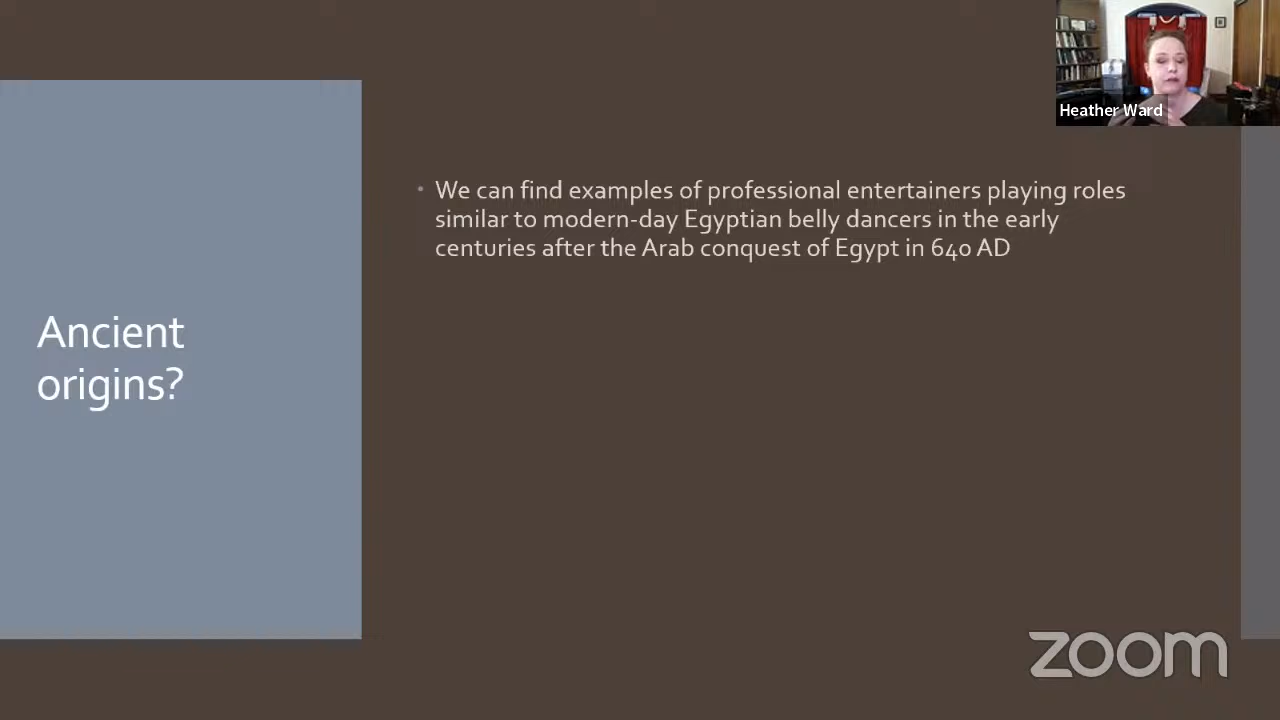 Heather Ward
• We can find examples of professional entertainers playing roles
similar to modern-day Egyptian belly dancers in the early
centuries after the Arab conquest of Egypt in 640 AD
Ancient
origins?
zoom